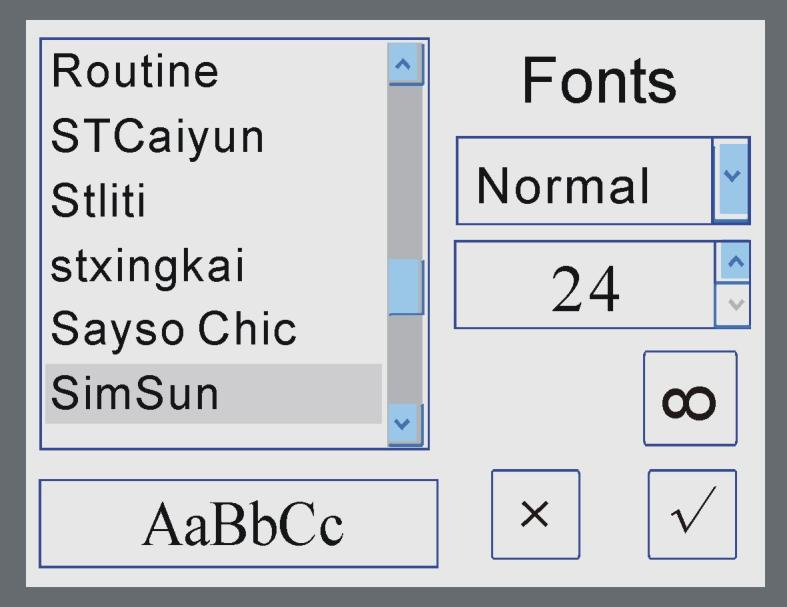 Routine
STCaiyun
Stliti
stxingkai
Sayso Chic
SimSun
Fonts
Normal
24
∞
AaBbCc
×
√